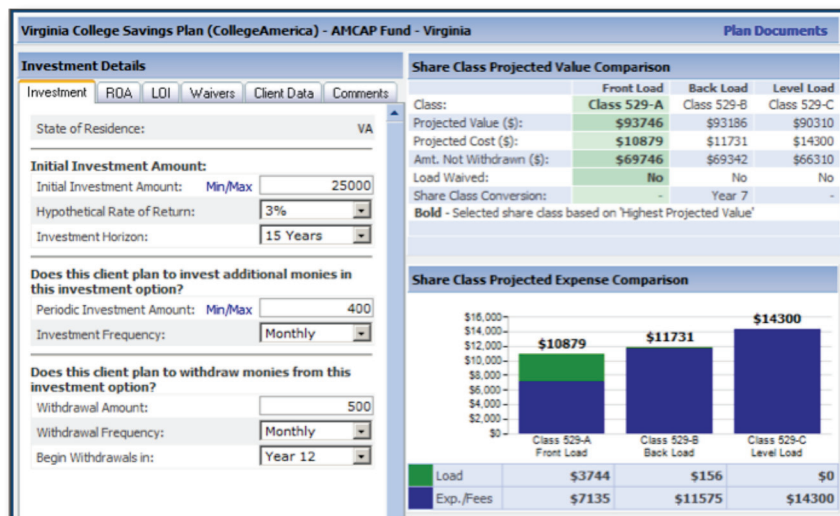 Virginia College Savings Plan (CollegeAmerica) - AMCAP Fund - Virginia Plan Documents
Investment Details
Investment ROA LOI Waivers Client Data Comments
State of Residence: VA
Initial Investment Amount:
Initial Investment Amount: Min/Max 25000
Hypothetical Rate of Return: 3%
Investment Horizon: 15 Years
Does this client plan to invest additional monies in
this investment option?
Periodic Investment Amount: Min/Max 400
Investment Frequency: Monthly
Does this client plan to withdraw monies from this
investment option?
Withdrawal Amount: 500
Withdrawal Frequency: Monthly
Begin Withdrawals in: Year 12
Share Class Projected Value Comparison
Front Load Back Load Level Load
Class: Class 529-A Class 529-B Class 529-C
Projected Value ($): $93746 $93186 $90310
Projected Cost ($): $10879 $11731 $14300
Amt. Not Withdrawn ($): $69746 $69342 $66310
Load Waived: No No No
Share Class Conversion: - Year 7 -
Bold - Selected share class based on 'Highest Projected Value'
Share Class Projected Expense Comparison
$16,000
$14,000
$12,000
$10,000
$8,000
$6,000
$4,000
$2,000
$0
$10879 $11731 $14300
Class 529-A Class 529-B Class 529-C
Front Load Back Load Level Load
Load $3744 $156 $0
Exp./Fees $7135 $11575 $14300